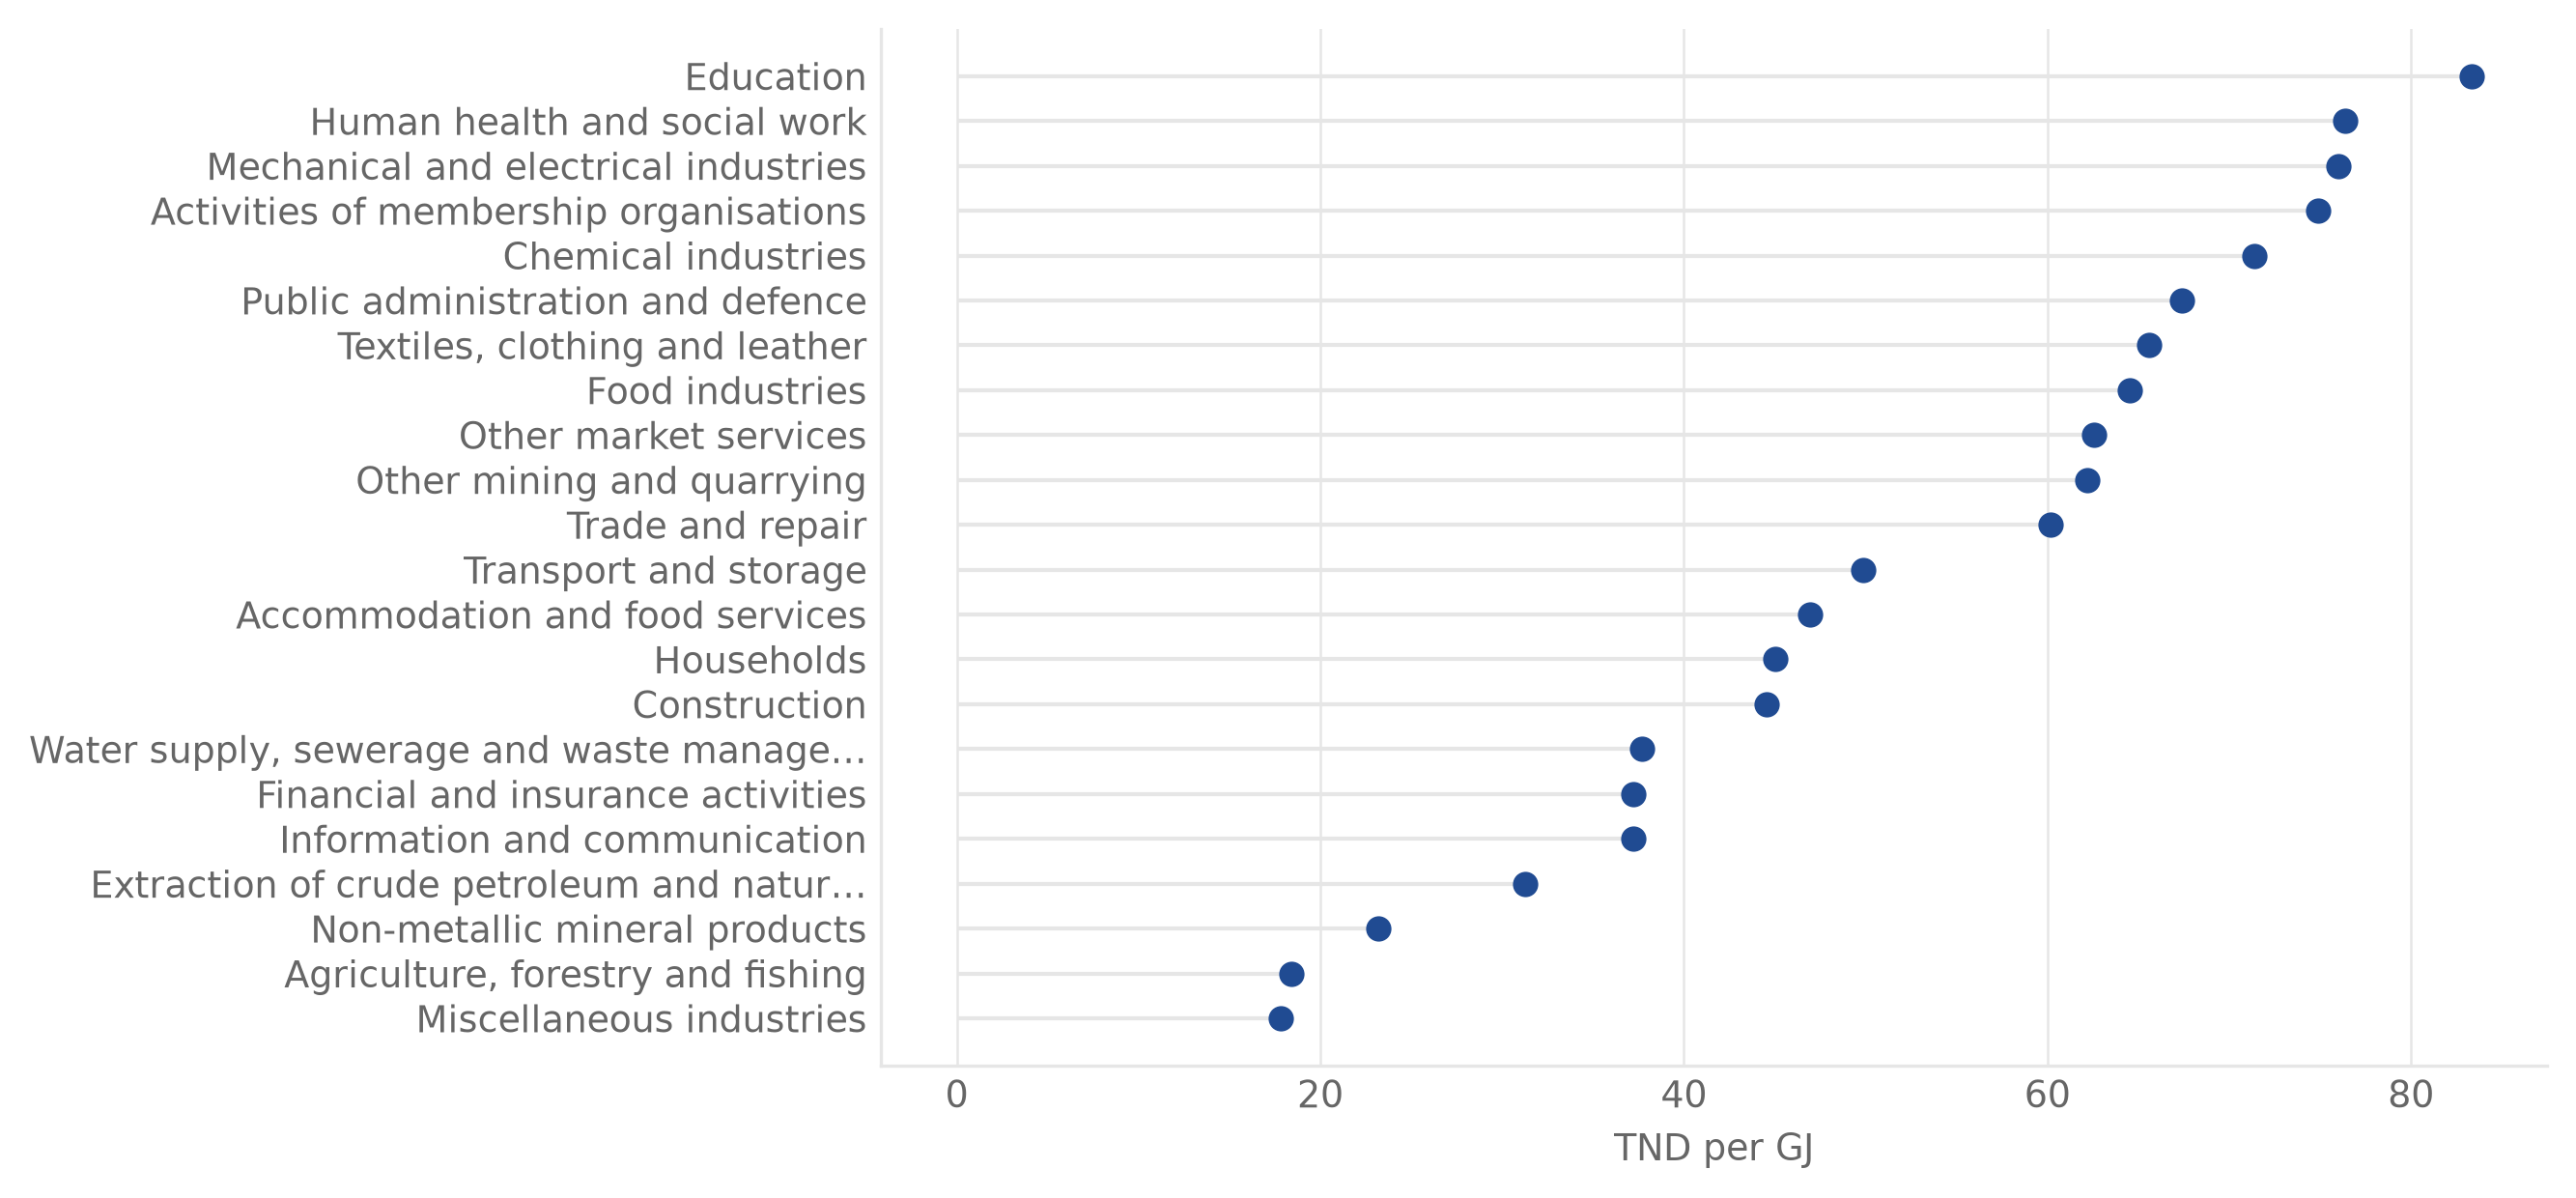 Education
Human health and social work
Mechanical and electrical industries
Activities of membership organisations
Chemical industries
Public administration and defence
Textiles, clothing and leather
Food industries
Other market services
Other mining and quarrying
Trade and repair
Transport and storage
Accommodation and food services
Households
Construction
Water supply, sewerage and waste manage...
Financial and insurance activities
Information and communication
Extraction of crude petroleum and natur...
Non-metallic mineral products
Agriculture, forestry and fishing
Miscellaneous industries
0 20 40 60 80
TND per GJ